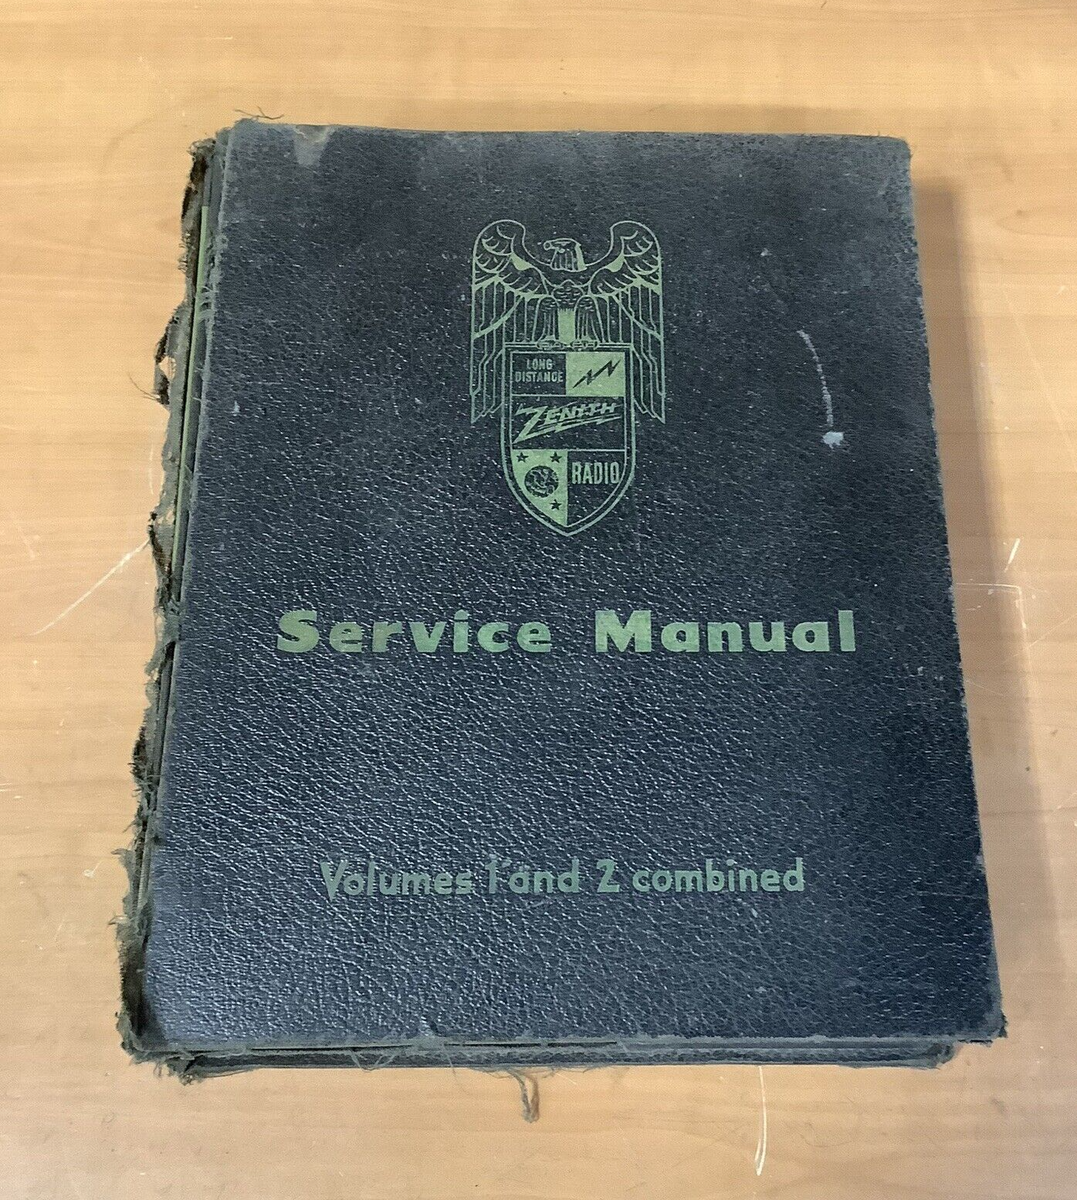 LONG
DISTANCE
ZENITH
RADIO
Service Manual
Volumes 1 and 2 combined